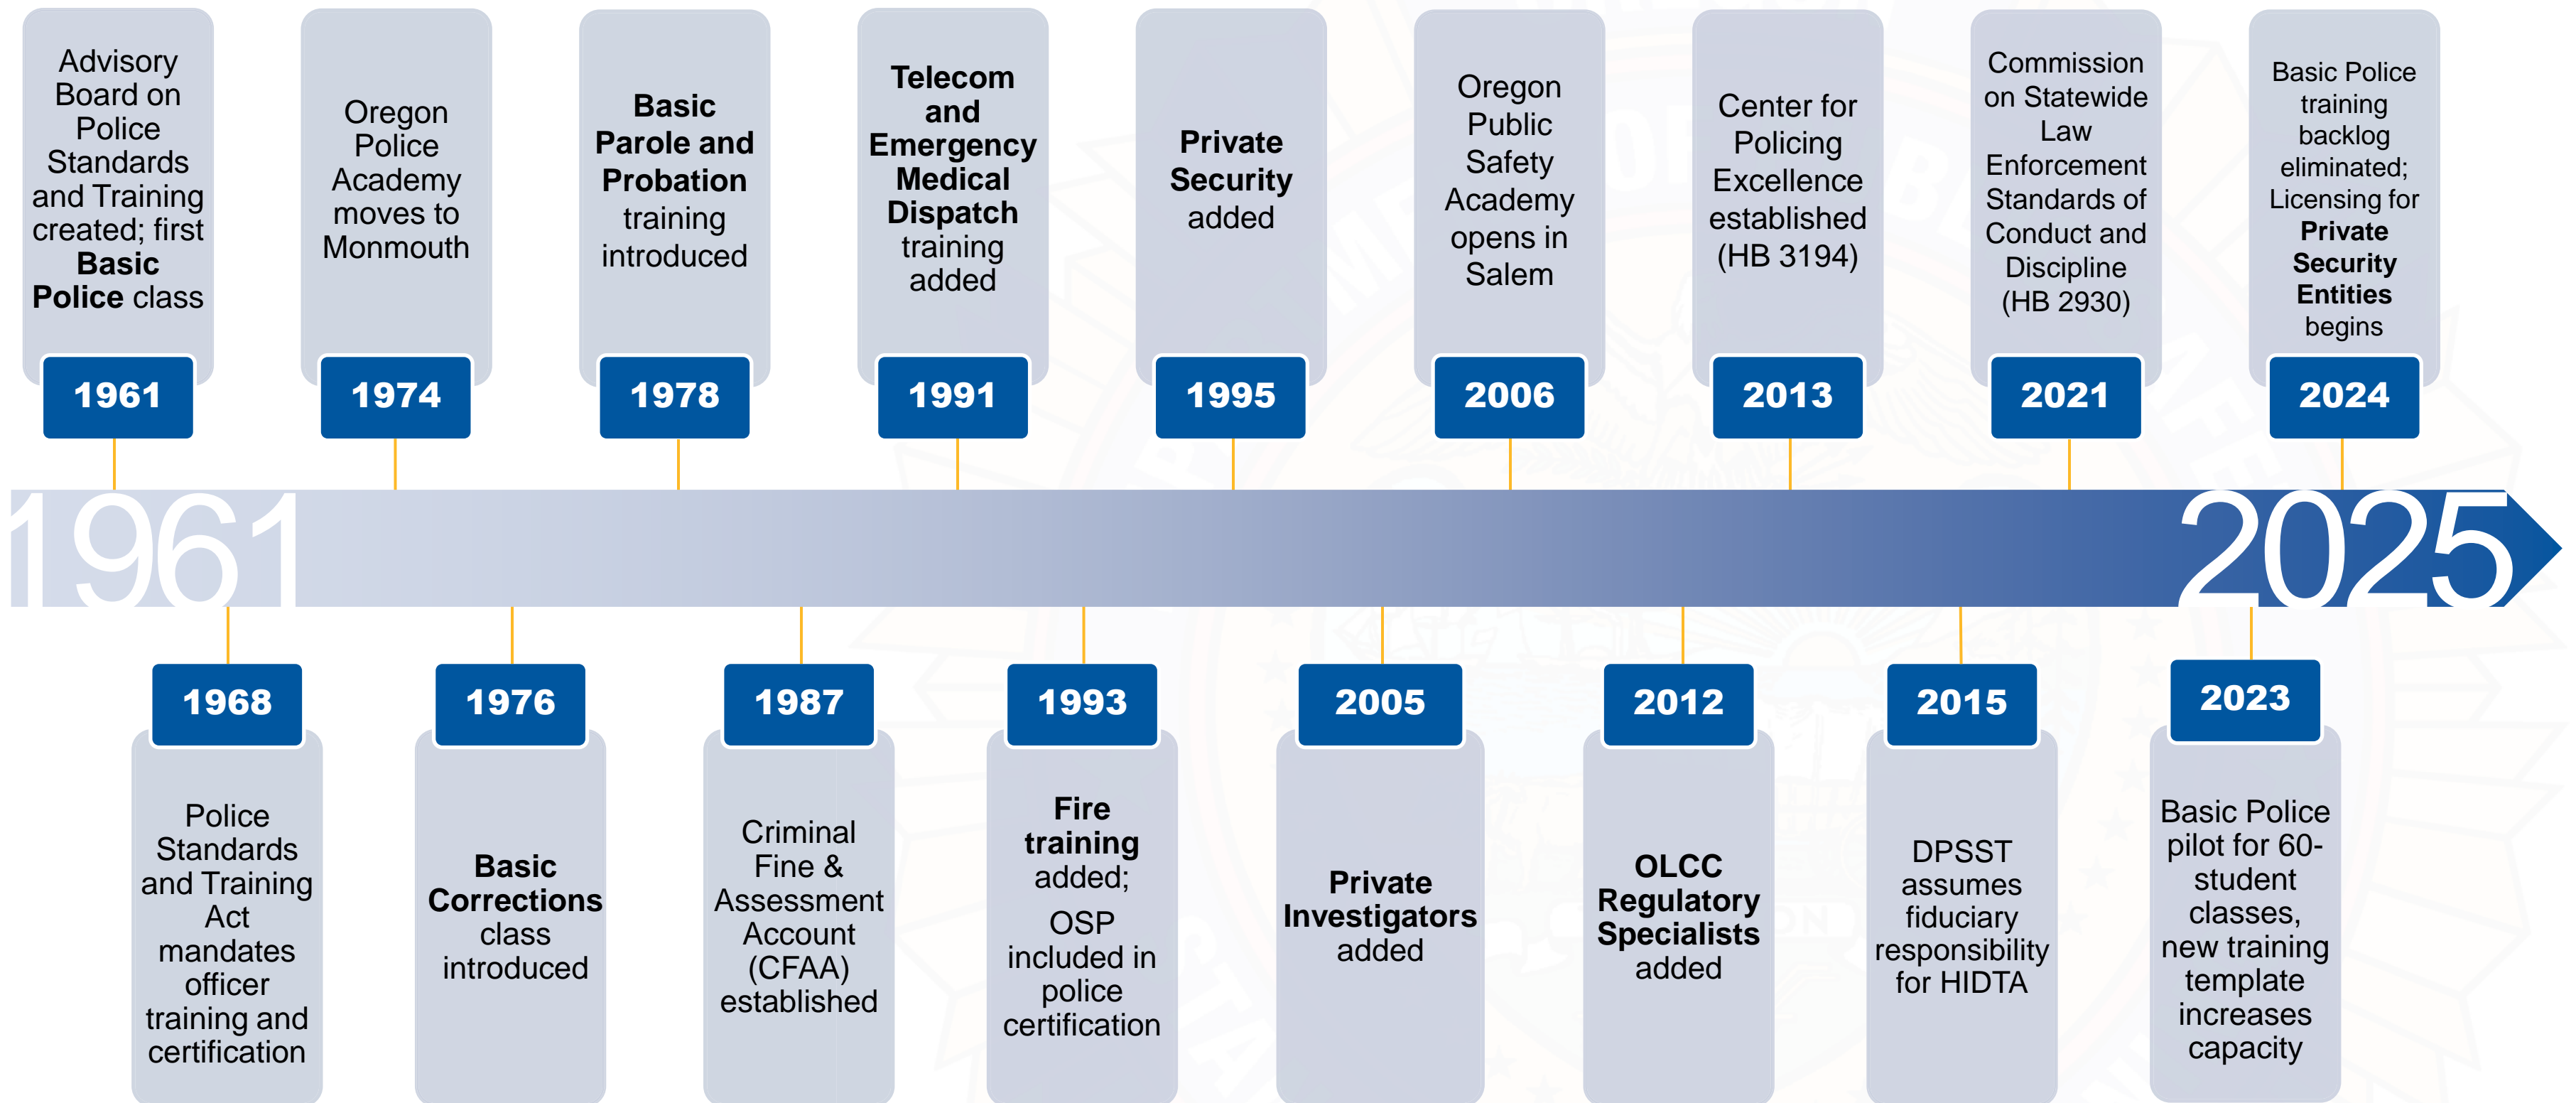 Advisory
Board on
Police
Standards
and Training
created; first
Basic
Police class
1961
Oregon
Police
Academy
moves to
Monmouth
1974
Basic
Parole and
Probation
training
introduced
1978
Telecom
and
Emergency
Medical
Dispatch
training
added
1991
Private
Security
added
1995
Oregon
Public
Safety
Academy
opens in
Salem
2006
Center for
Policing
Excellence
established
(HB 3194)
2013
Commission
on Statewide
Law
Enforcement
Standards of
Conduct and
Discipline
(HB 2930)
2021
Basic Police
training
backlog
eliminated;
Licensing for
Private
Security
Entities
begins
2024
1961
2025
1968
Police
Standards
and Training
Act
mandates
officer
training and
certification
1976
Basic
Corrections
class
introduced
1987
Criminal
Fine &
Assessment
Account
(CFAA)
established
1993
Fire
training
added;
OSP
included in
police
certification
2005
Private
Investigators
added
2012
OLCC
Regulatory
Specialists
added
2015
DPSST
assumes
fiduciary
responsibility
for HIDTA
2023
Basic Police
pilot for 60-
student
classes,
new training
template
increases
capacity